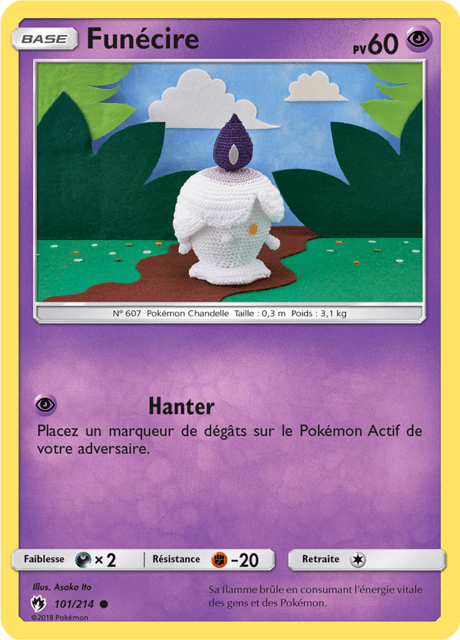 BASE
Funécire
PV60
Nº 607 Pokémon Chandelle Taille : 0,3 m Poids : 3,1 kg
Hanter
Placez un marqueur de dégâts sur le Pokémon Actif de
votre adversaire.
Faiblesse ×2 Résistance -20 Retraite
Illus. Asako Ito
101/214
©2018 Pokémon
Sa flamme brûle en consumant l'énergie vitale
des gens et des Pokémon.